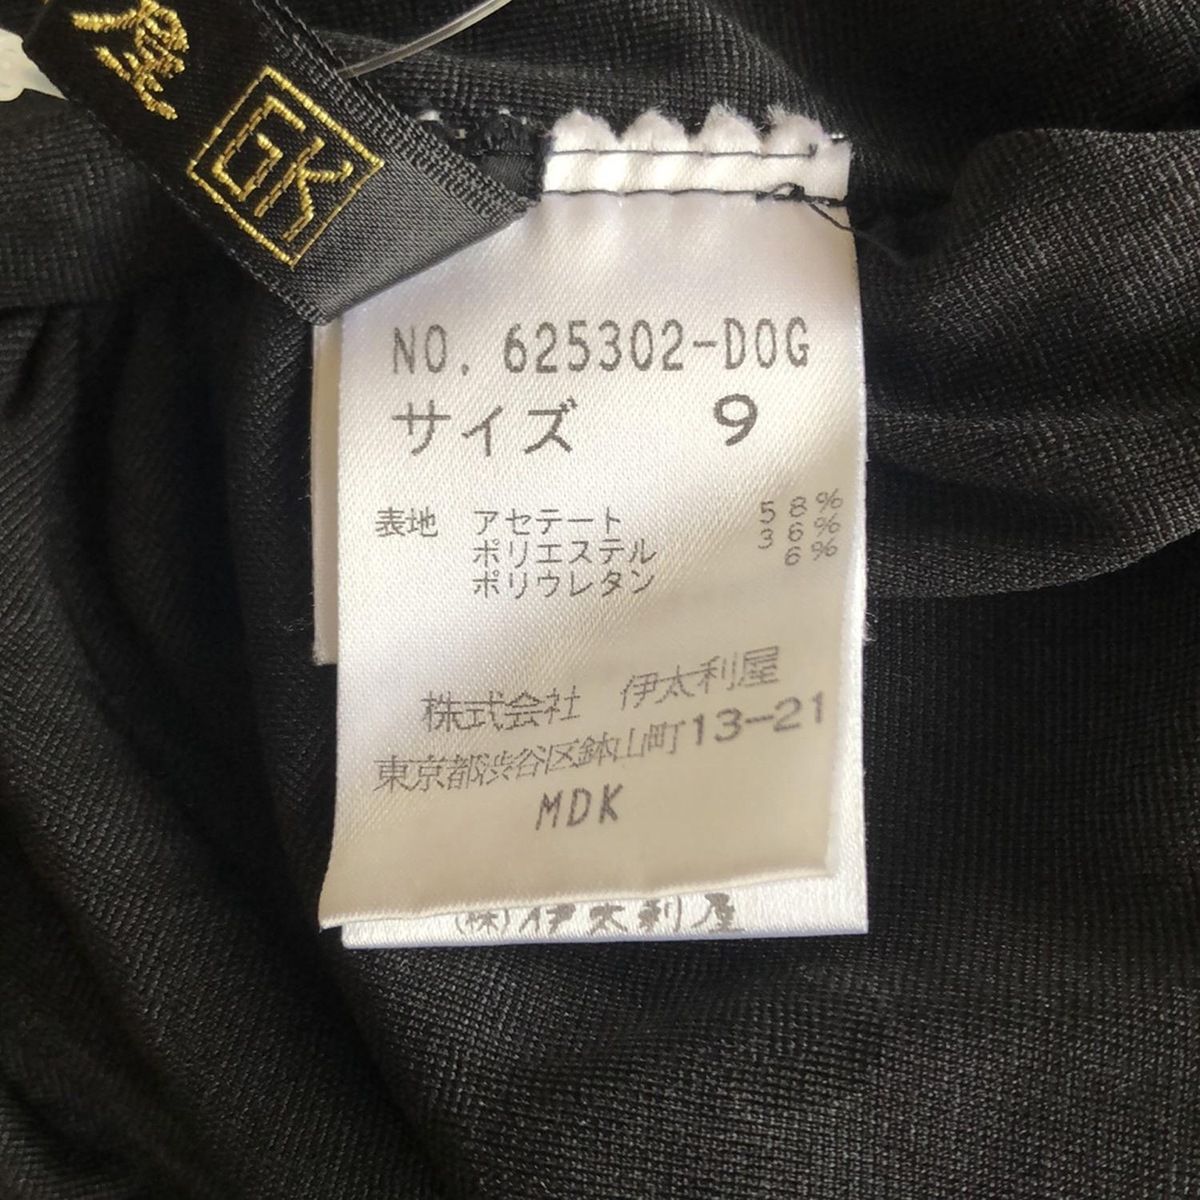 GK
NO. 625302-DOG
サイズ 9
表地 アセテート 58%
ポリエステル 36%
ポリウレタン 6%
株式会社 伊太利屋
東京都渋谷区鉢山町13-21
MDK
(株)伊太利屋